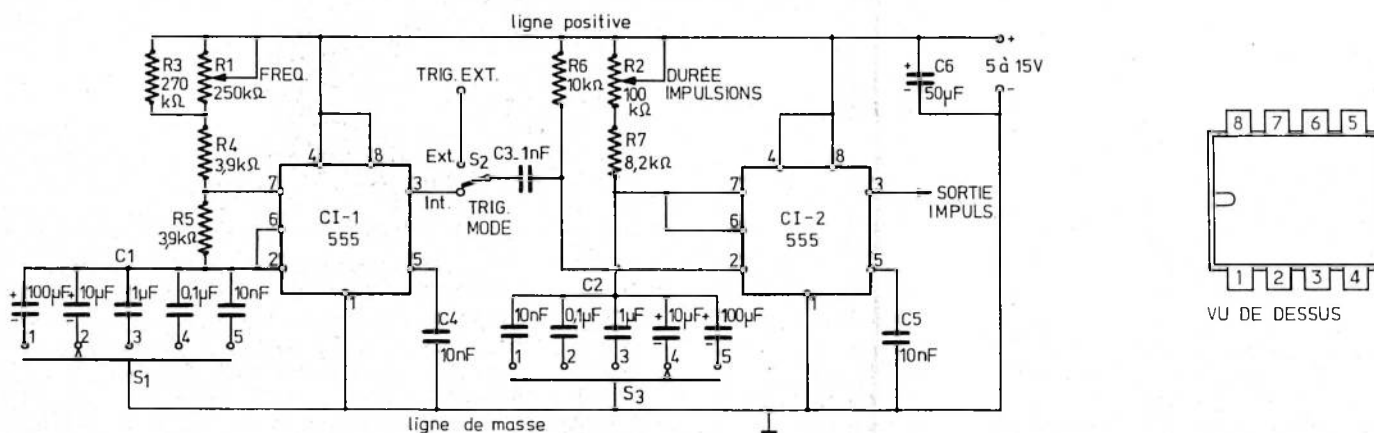 ligne positive
R3
270
kΩ
R1
250kΩ
FREQ.
R4
3,9kΩ
R5
3,9kΩ
C1
100µF
10µF
1µF
0,1µF
10nF
+
-
+
-
1
2
3
4
5
S1
4
8
7
6
2
3
5
1
CI-1
555
C4
10nF
TRIG. EXT.
Ext.
S2
C3_1nF
Int.
TRIG.
MODE
R6
10kΩ
R2
100
kΩ
DURÉE
IMPULSIONS
R7
8,2kΩ
C2
10nF
0,1µF
1µF
10µF
100µF
+
-
+
-
1
2
3
4
5
S3
4
8
7
6
2
3
5
1
CI-2
555
SORTIE
IMPULS.
C5
10nF
+
-
C6
50µF
+
5 à 15V
-
ligne de masse
8
7
6
5
1
2
3
4
VU DE DESSUS